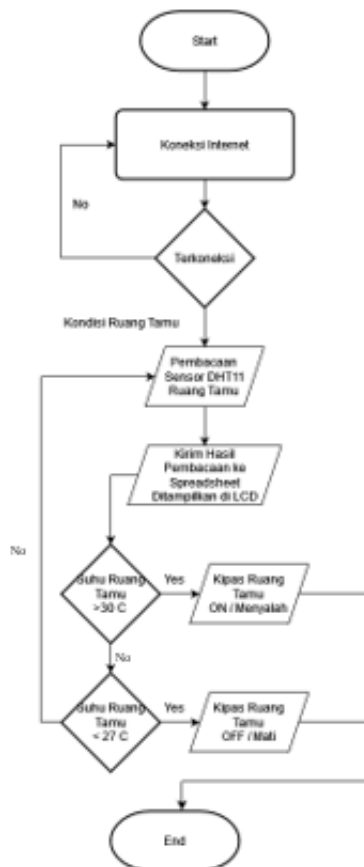 Start
Koneksi Internet
No
Terkoneksi
Kondisi Ruang Tamu
Pembacaan
Sensor DHT11
Ruang Tamu
Kirim Hasil
Pembacaan ke
Spreadsheet
Ditampilkan di LCD
No
Suhu Ruang
Tamu
>30 C
Yes
Kipas Ruang
Tamu
ON / Menyalah
No
Suhu Ruang
Tamu
< 27 C
Yes
Kipas Ruang
Tamu
OFF / Mati
End